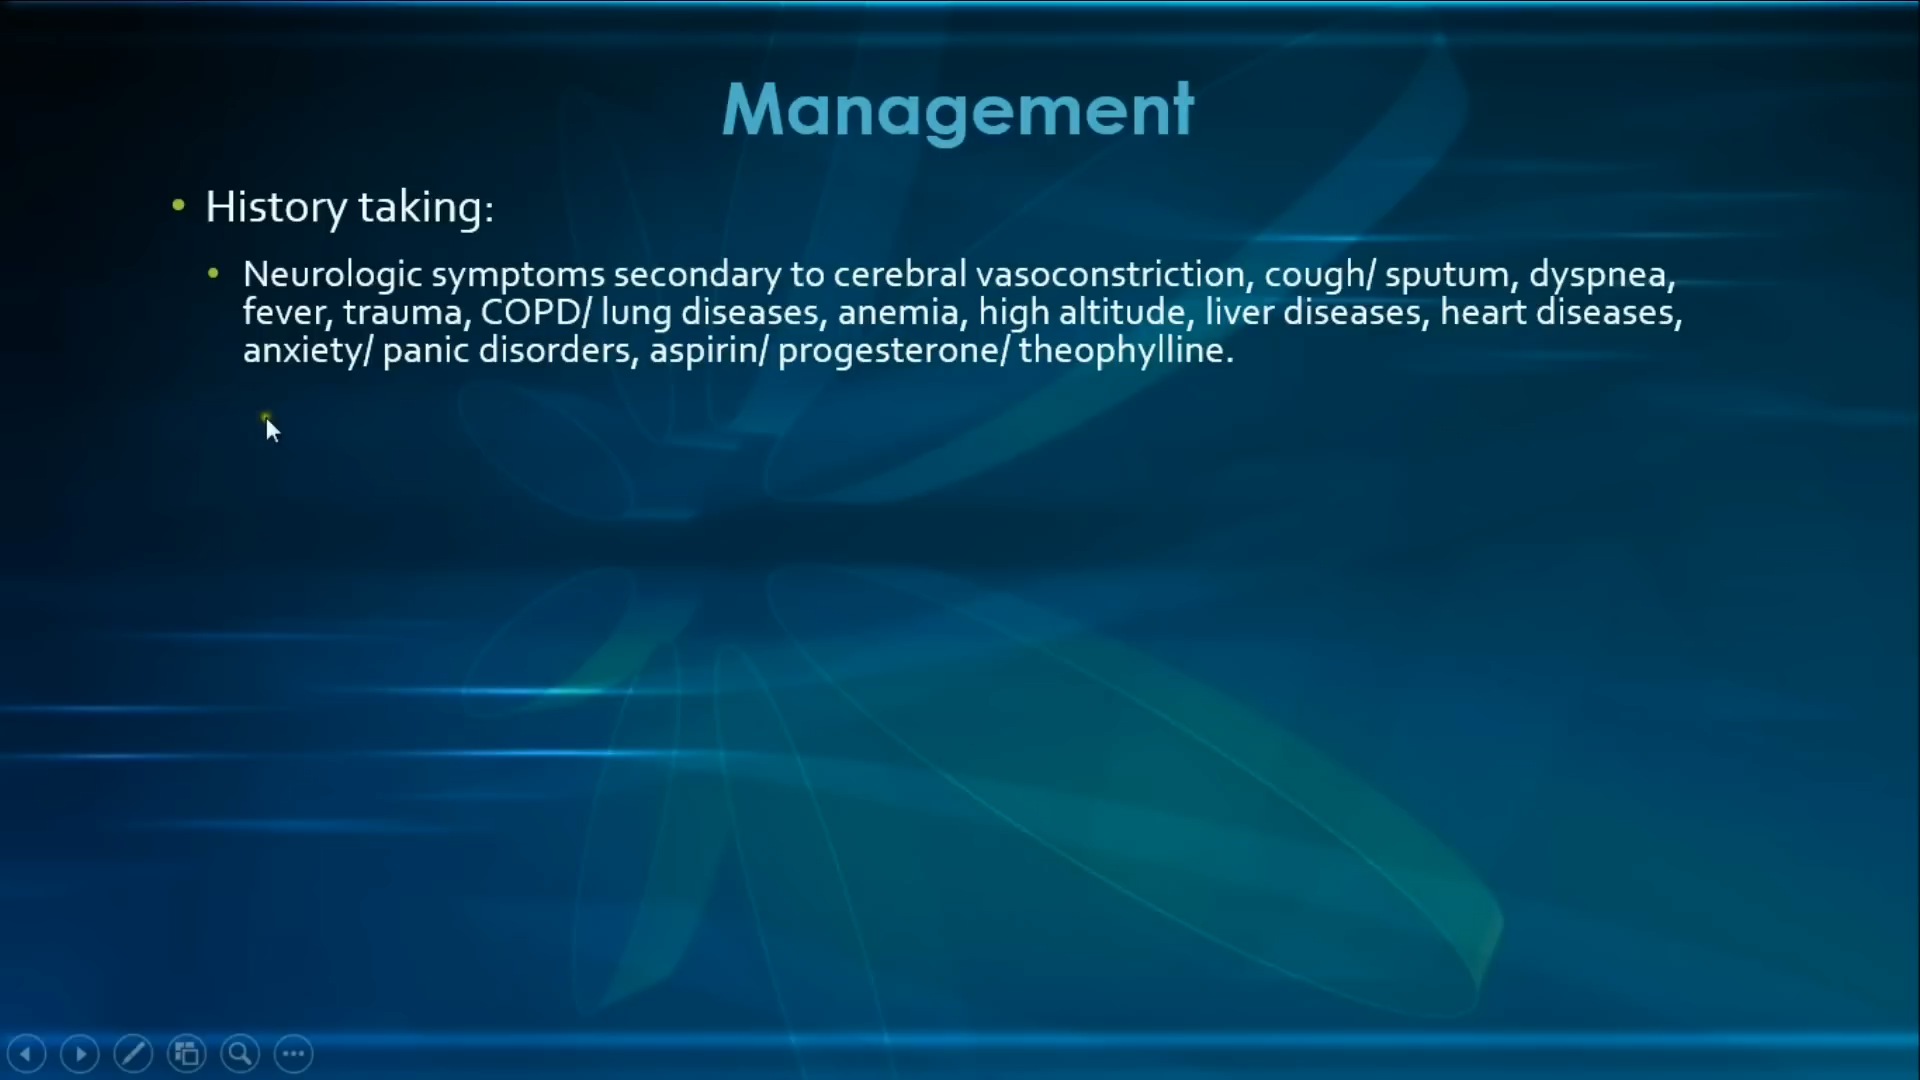 Management
• History taking:
• Neurologic symptoms secondary to cerebral vasoconstriction, cough/ sputum, dyspnea,
fever, trauma, COPD/ lung diseases, anemia, high altitude, liver diseases, heart diseases,
anxiety/ panic disorders, aspirin/ progesterone/ theophylline.